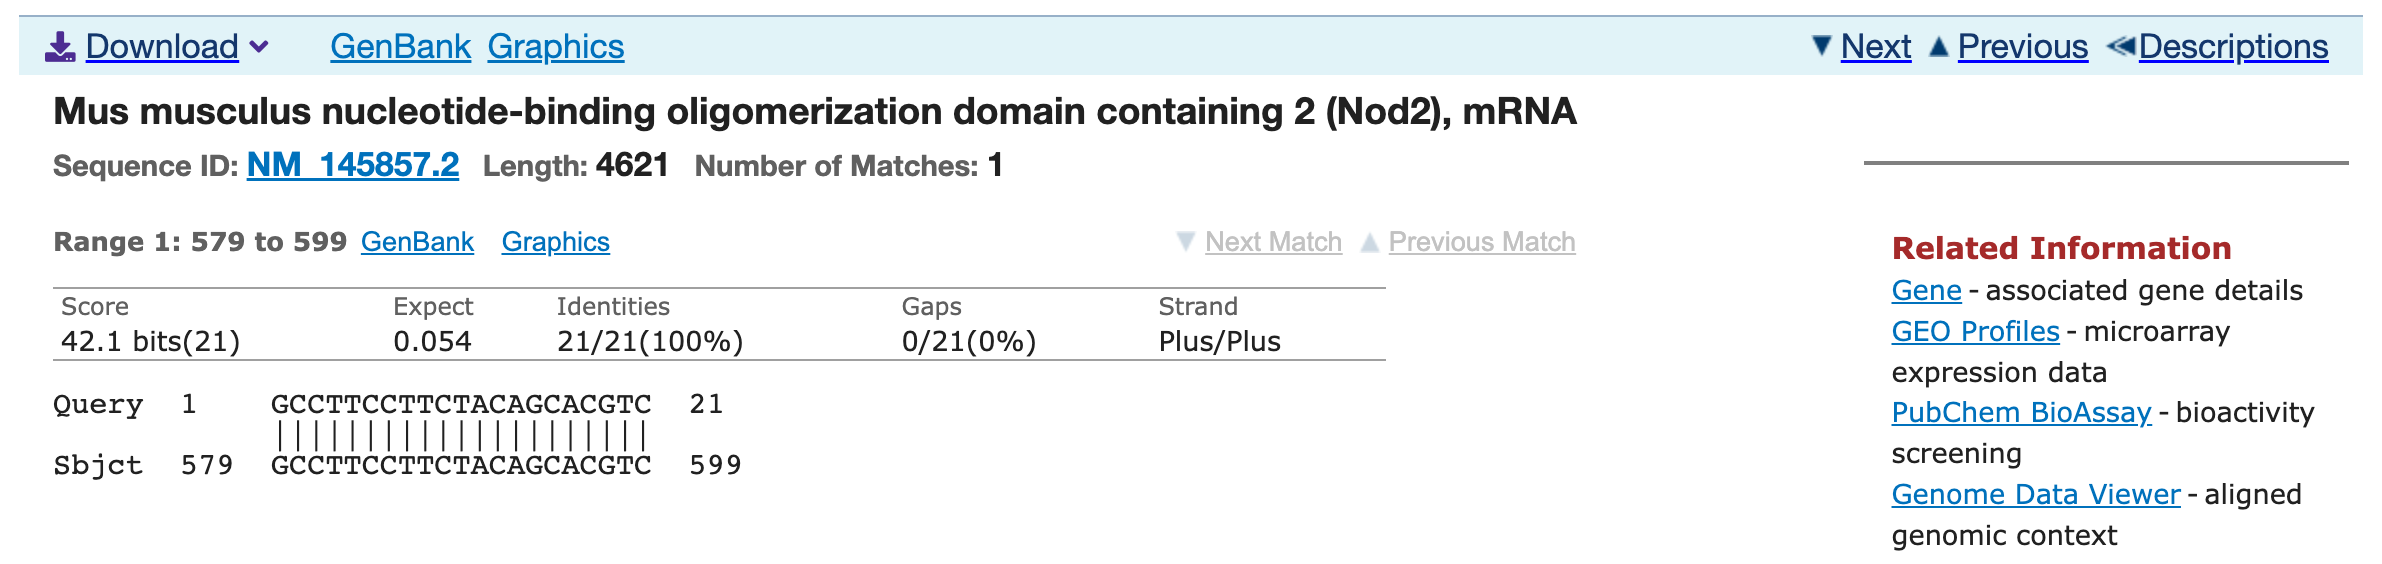 Download GenBank Graphics Next Previous Descriptions
Mus musculus nucleotide-binding oligomerization domain containing 2 (Nod2), mRNA
Sequence ID: NM_145857.2 Length: 4621 Number of Matches: 1
Range 1: 579 to 599 GenBank Graphics Next Match Previous Match
Score Expect Identities Gaps Strand
42.1 bits(21) 0.054 21/21(100%) 0/21(0%) Plus/Plus
Query 1 GCCTTCCTTCTACAGCACGTC 21
|||||||||||||||||||||
Sbjct 579 GCCTTCCTTCTACAGCACGTC 599
Related Information
Gene - associated gene details
GEO Profiles - microarray
expression data
PubChem BioAssay - bioactivity
screening
Genome Data Viewer - aligned
genomic context